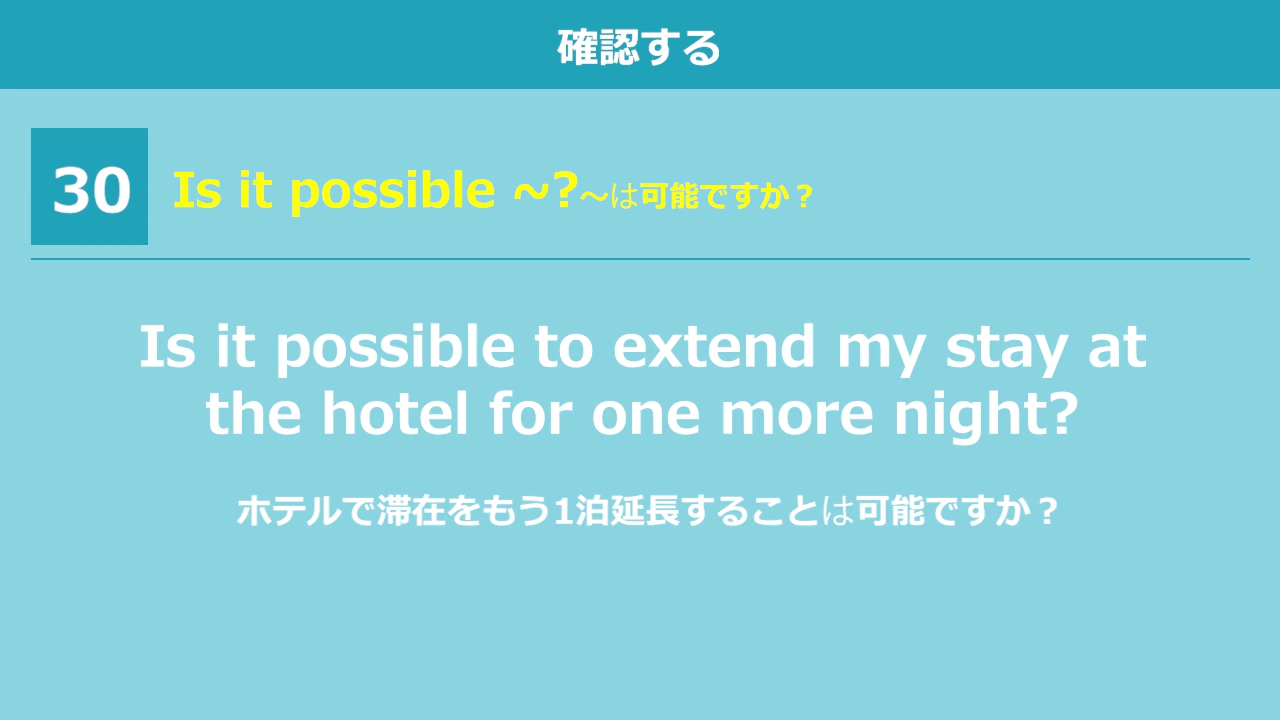 確認する
30
Is it possible ~?～は可能ですか？
Is it possible to extend my stay at
the hotel for one more night?
ホテルで滞在をもう1泊延長することは可能ですか？